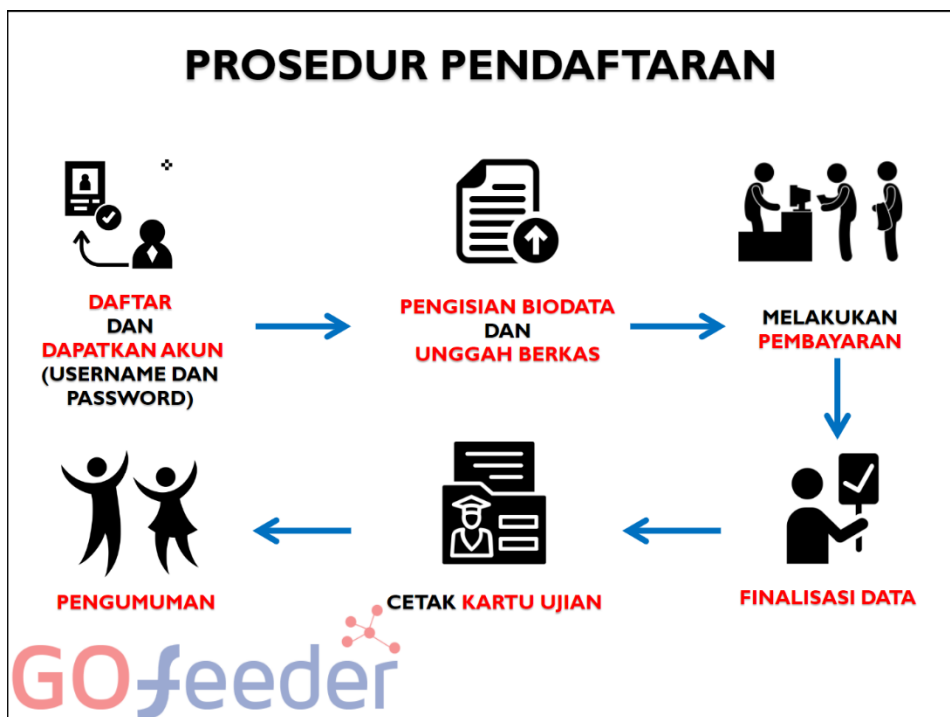 PROSEDUR PENDAFTARAN
DAFTAR
DAN
DAPATKAN AKUN
(USERNAME DAN
PASSWORD)
PENGISIAN BIODATA
DAN
UNGGAH BERKAS
MELAKUKAN
PEMBAYARAN
FINALISASI DATA
CETAK KARTU UJIAN
PENGUMUMAN
GOfeeder